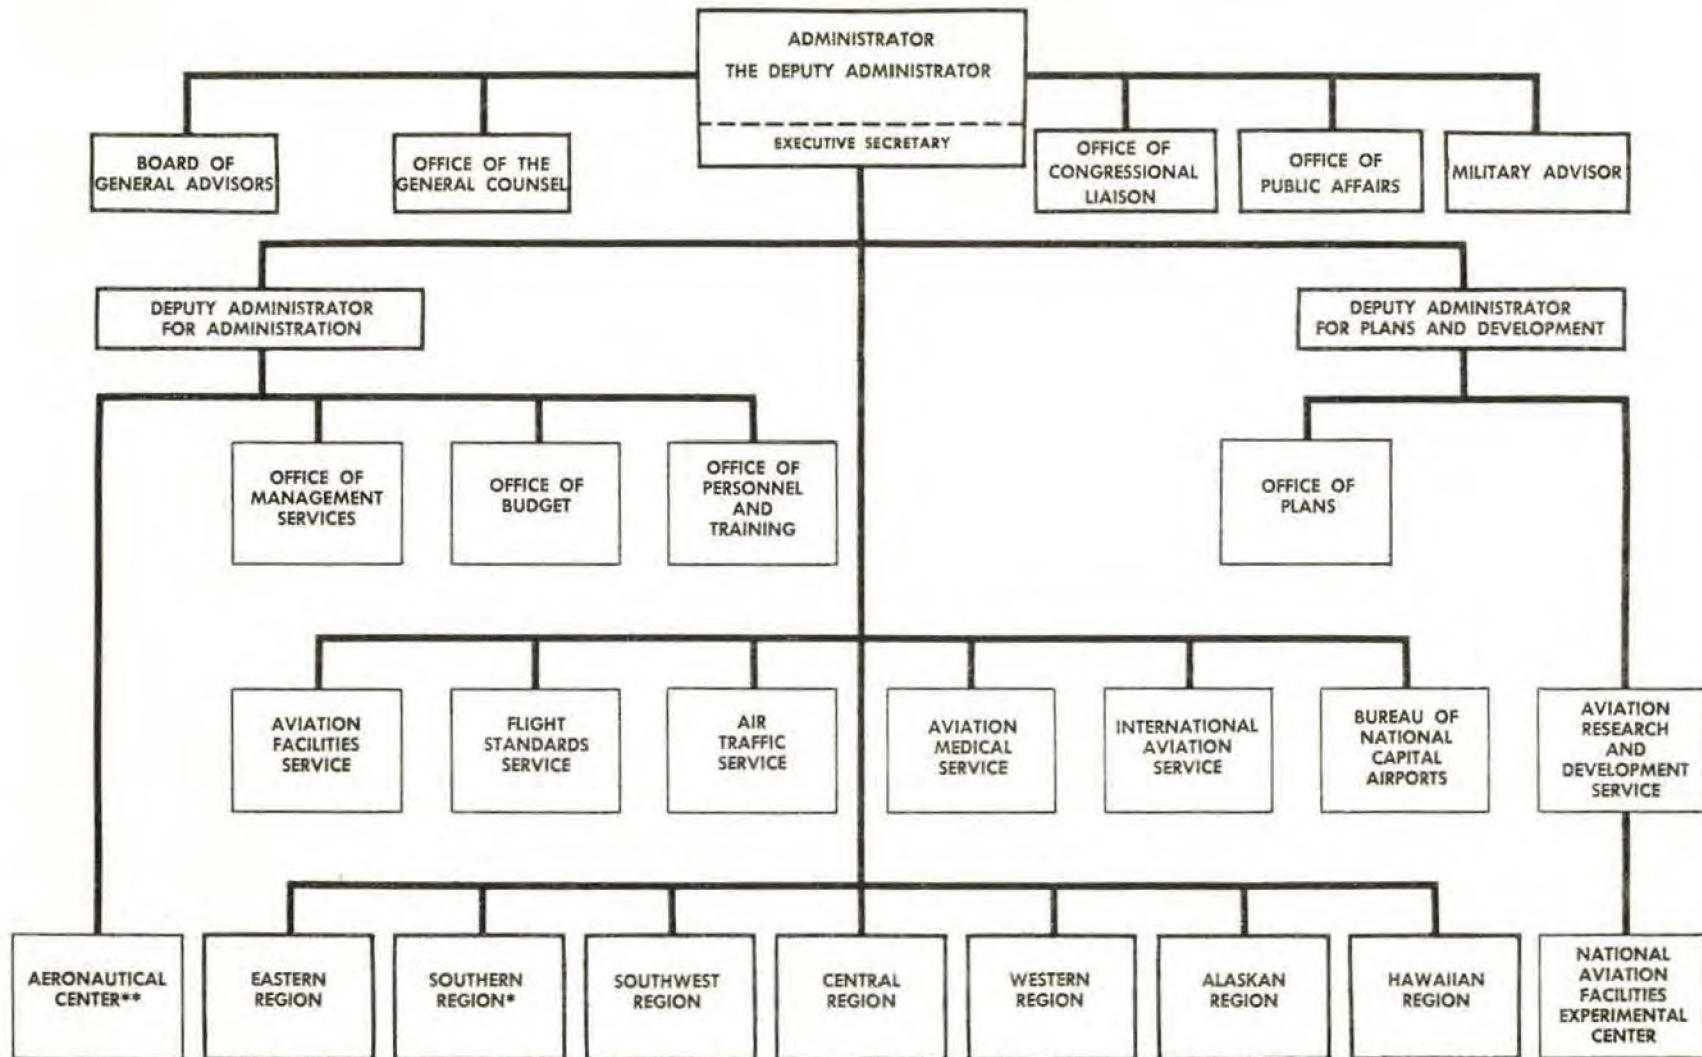 ADMINISTRATOR
THE DEPUTY ADMINISTRATOR
EXECUTIVE SECRETARY
BOARD OF
GENERAL ADVISORS
OFFICE OF THE
GENERAL COUNSEL
OFFICE OF
CONGRESSIONAL
LIAISON
OFFICE OF
PUBLIC AFFAIRS
MILITARY ADVISOR
DEPUTY ADMINISTRATOR
FOR ADMINISTRATION
DEPUTY ADMINISTRATOR
FOR PLANS AND DEVELOPMENT
OFFICE OF
MANAGEMENT
SERVICES
OFFICE OF
BUDGET
OFFICE OF
PERSONNEL
AND
TRAINING
OFFICE OF
PLANS
AVIATION
FACILITIES
SERVICE
FLIGHT
STANDARDS
SERVICE
AIR
TRAFFIC
SERVICE
AVIATION
MEDICAL
SERVICE
INTERNATIONAL
AVIATION
SERVICE
BUREAU OF
NATIONAL
CAPITAL
AIRPORTS
AVIATION
RESEARCH
AND
DEVELOPMENT
SERVICE
AERONAUTICAL
CENTER**
EASTERN
REGION
SOUTHERN
REGION*
SOUTHWEST
REGION
CENTRAL
REGION
WESTERN
REGION
ALASKAN
REGION
HAWAIIAN
REGION
NATIONAL
AVIATION
FACILITIES
EXPERIMENTAL
CENTER